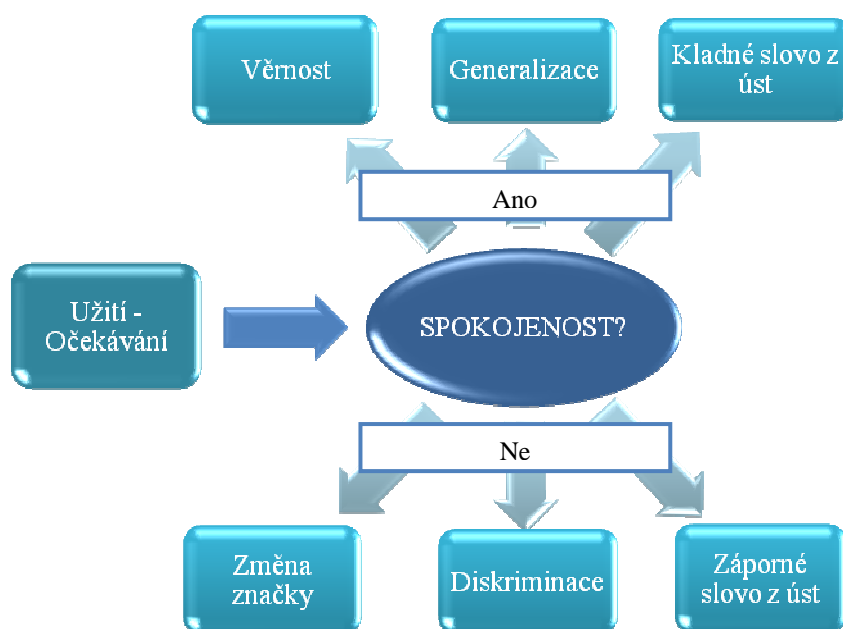 Věrnost
Generalizace
Kladné slovo z
úst
Ano
Užití -
Očekávání
SPOKOJENOST?
Ne
Změna
značky
Diskriminace
Záporné
slovo z úst